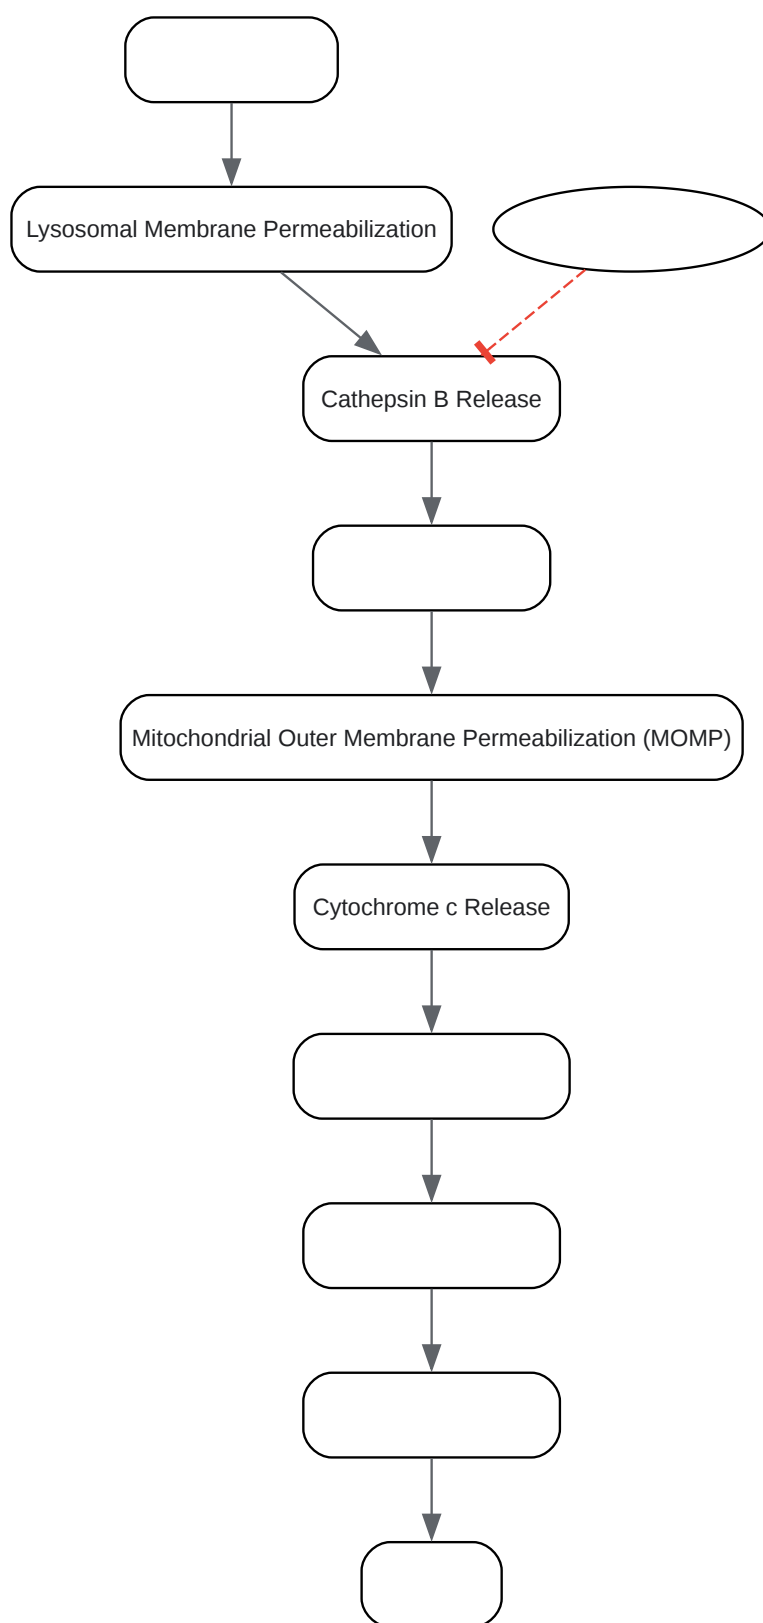 Lysosomal Membrane Permeabilization
Cathepsin B Release
Mitochondrial Outer Membrane Permeabilization (MOMP)
Cytochrome c Release